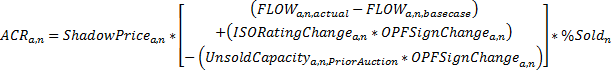 ACR_{a,n} = ShadowPrice_{a,n} * [ (FLOW_{a,n,actual} − FLOW_{a,n,basecase})
+(ISORatingChange_{a,n} * OPFSignChange_{a,n})
− (UnsoldCapacity_{a,n,PriorAuction} * OPFSignChange_{a,n}) ] * %Sold_n